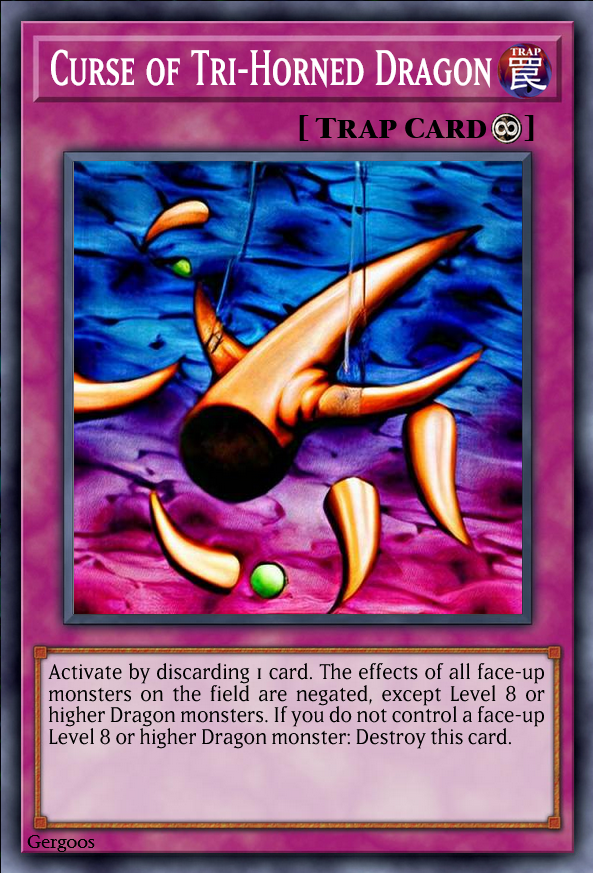 Curse of Tri-Horned Dragon
TRAP
罠
[ Trap Card ]
Activate by discarding 1 card. The effects of all face-up
monsters on the field are negated, except Level 8 or
higher Dragon monsters. If you do not control a face-up
Level 8 or higher Dragon monster: Destroy this card.
Gergoos